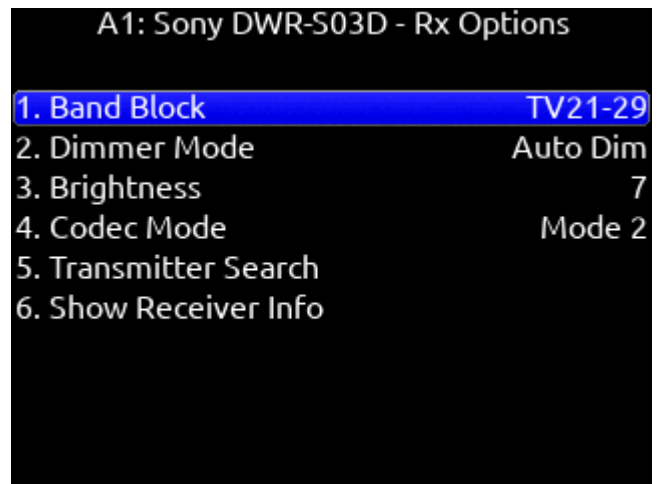 A1: Sony DWR-S03D - Rx Options
1. Band Block TV21-29
2. Dimmer Mode Auto Dim
3. Brightness 7
4. Codec Mode Mode 2
5. Transmitter Search
6. Show Receiver Info